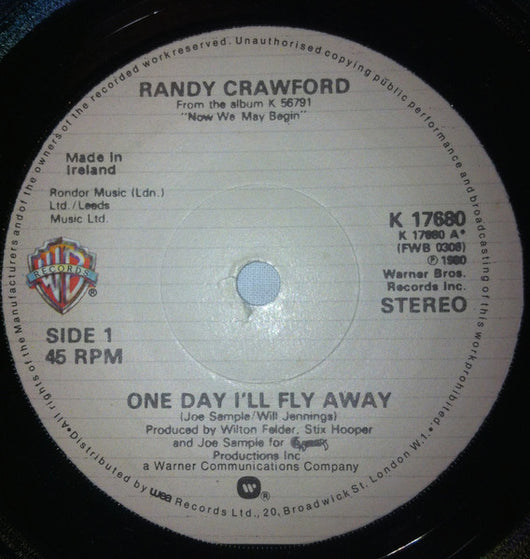 All rights of the Manufacturers and of the owners of the recorded work reserved. Unauthorised copying public performance and broadcasting of this work prohibited.
RANDY CRAWFORD
From the album K 56791
"Now We May Begin"
Made in
Ireland
Rondor Music (Ldn.)
Ltd./Leeds
Music Ltd.
K 17680
K 17680 A*
(FWB 0308)
℗ 1980
Warner Bros.
Records Inc.
STEREO
WB
RECORDS
®
SIDE 1
45 RPM
ONE DAY I'LL FLY AWAY
(Joe Sample/Will Jennings)
Produced by Wilton Felder, Stix Hooper
and Joe Sample for
Productions Inc
a Warner Communications Company
®
•Distributed by wea Records Ltd., 20, Broadwick St. London W.1.•